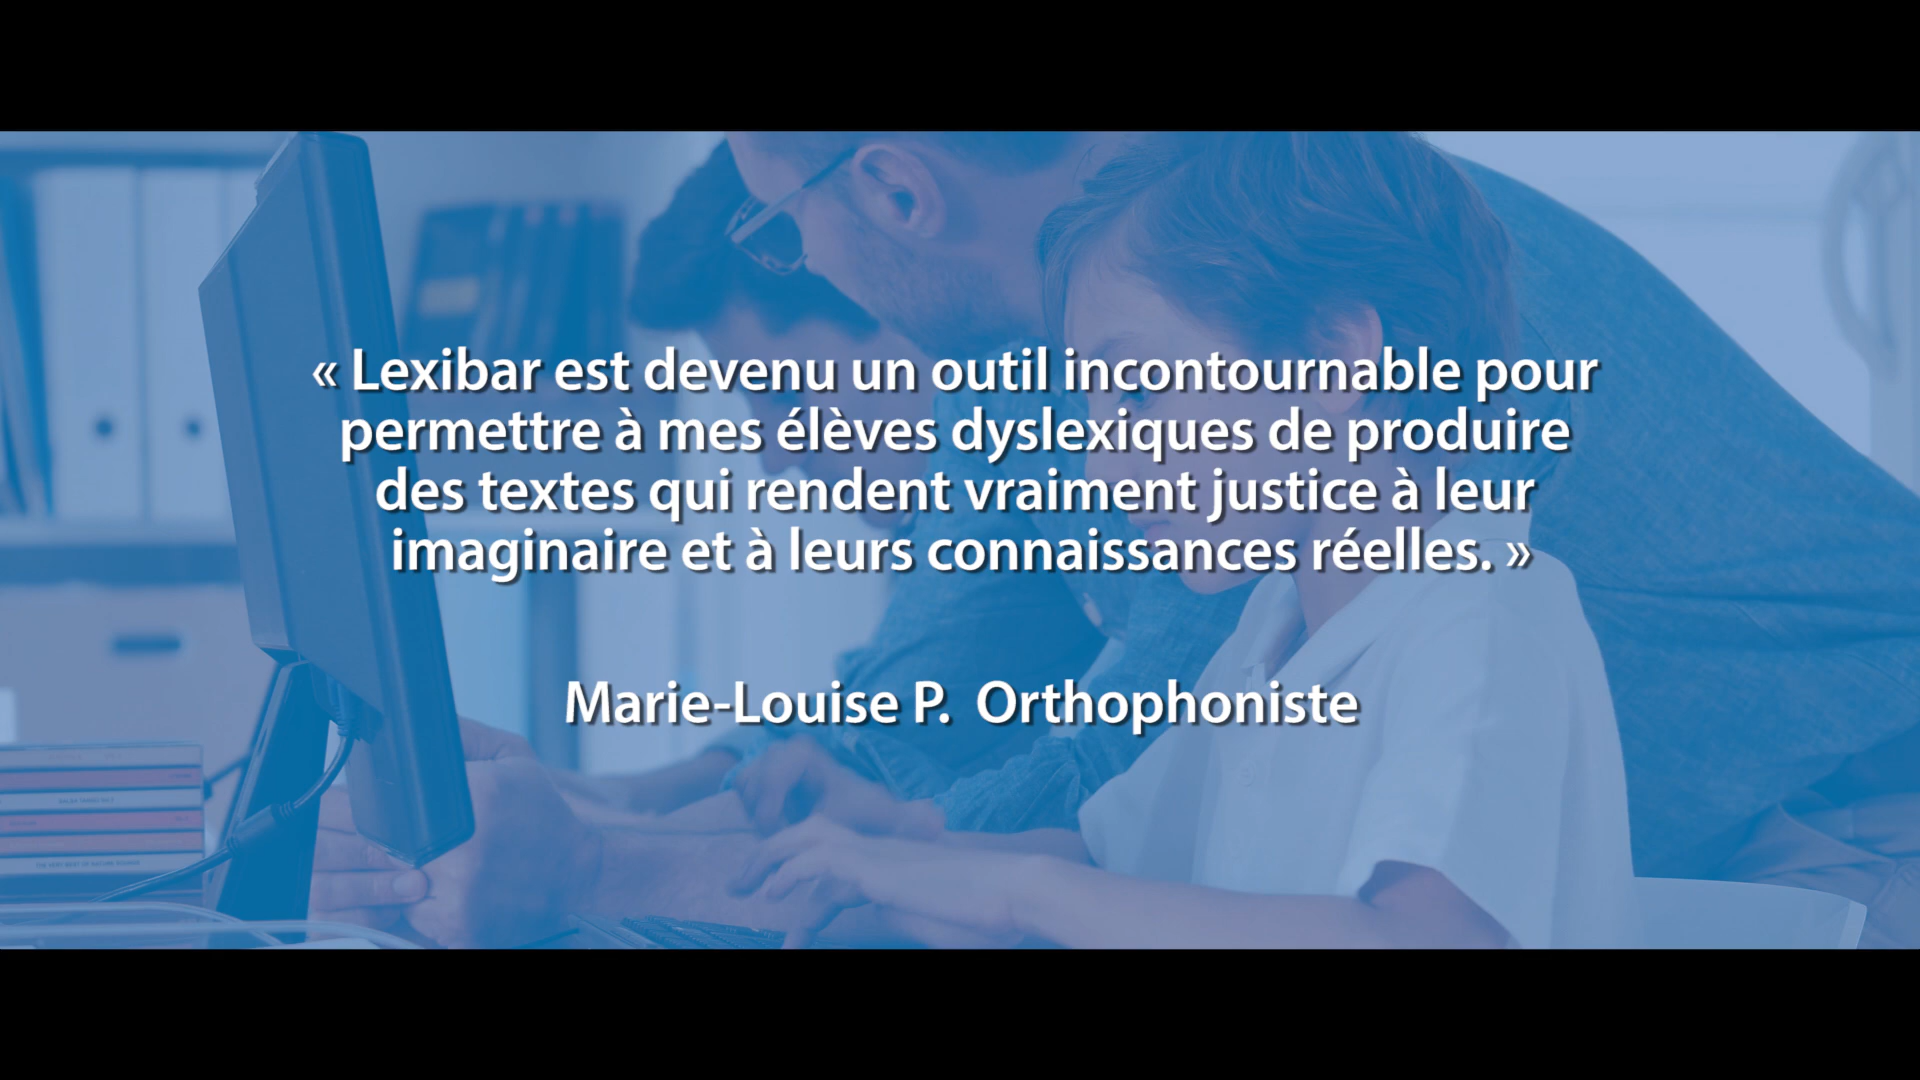 « Lexibar est devenu un outil incontournable pour
permettre à mes élèves dyslexiques de produire
des textes qui rendent vraiment justice à leur
imaginaire et à leurs connaissances réelles. »
Marie-Louise P. Orthophoniste